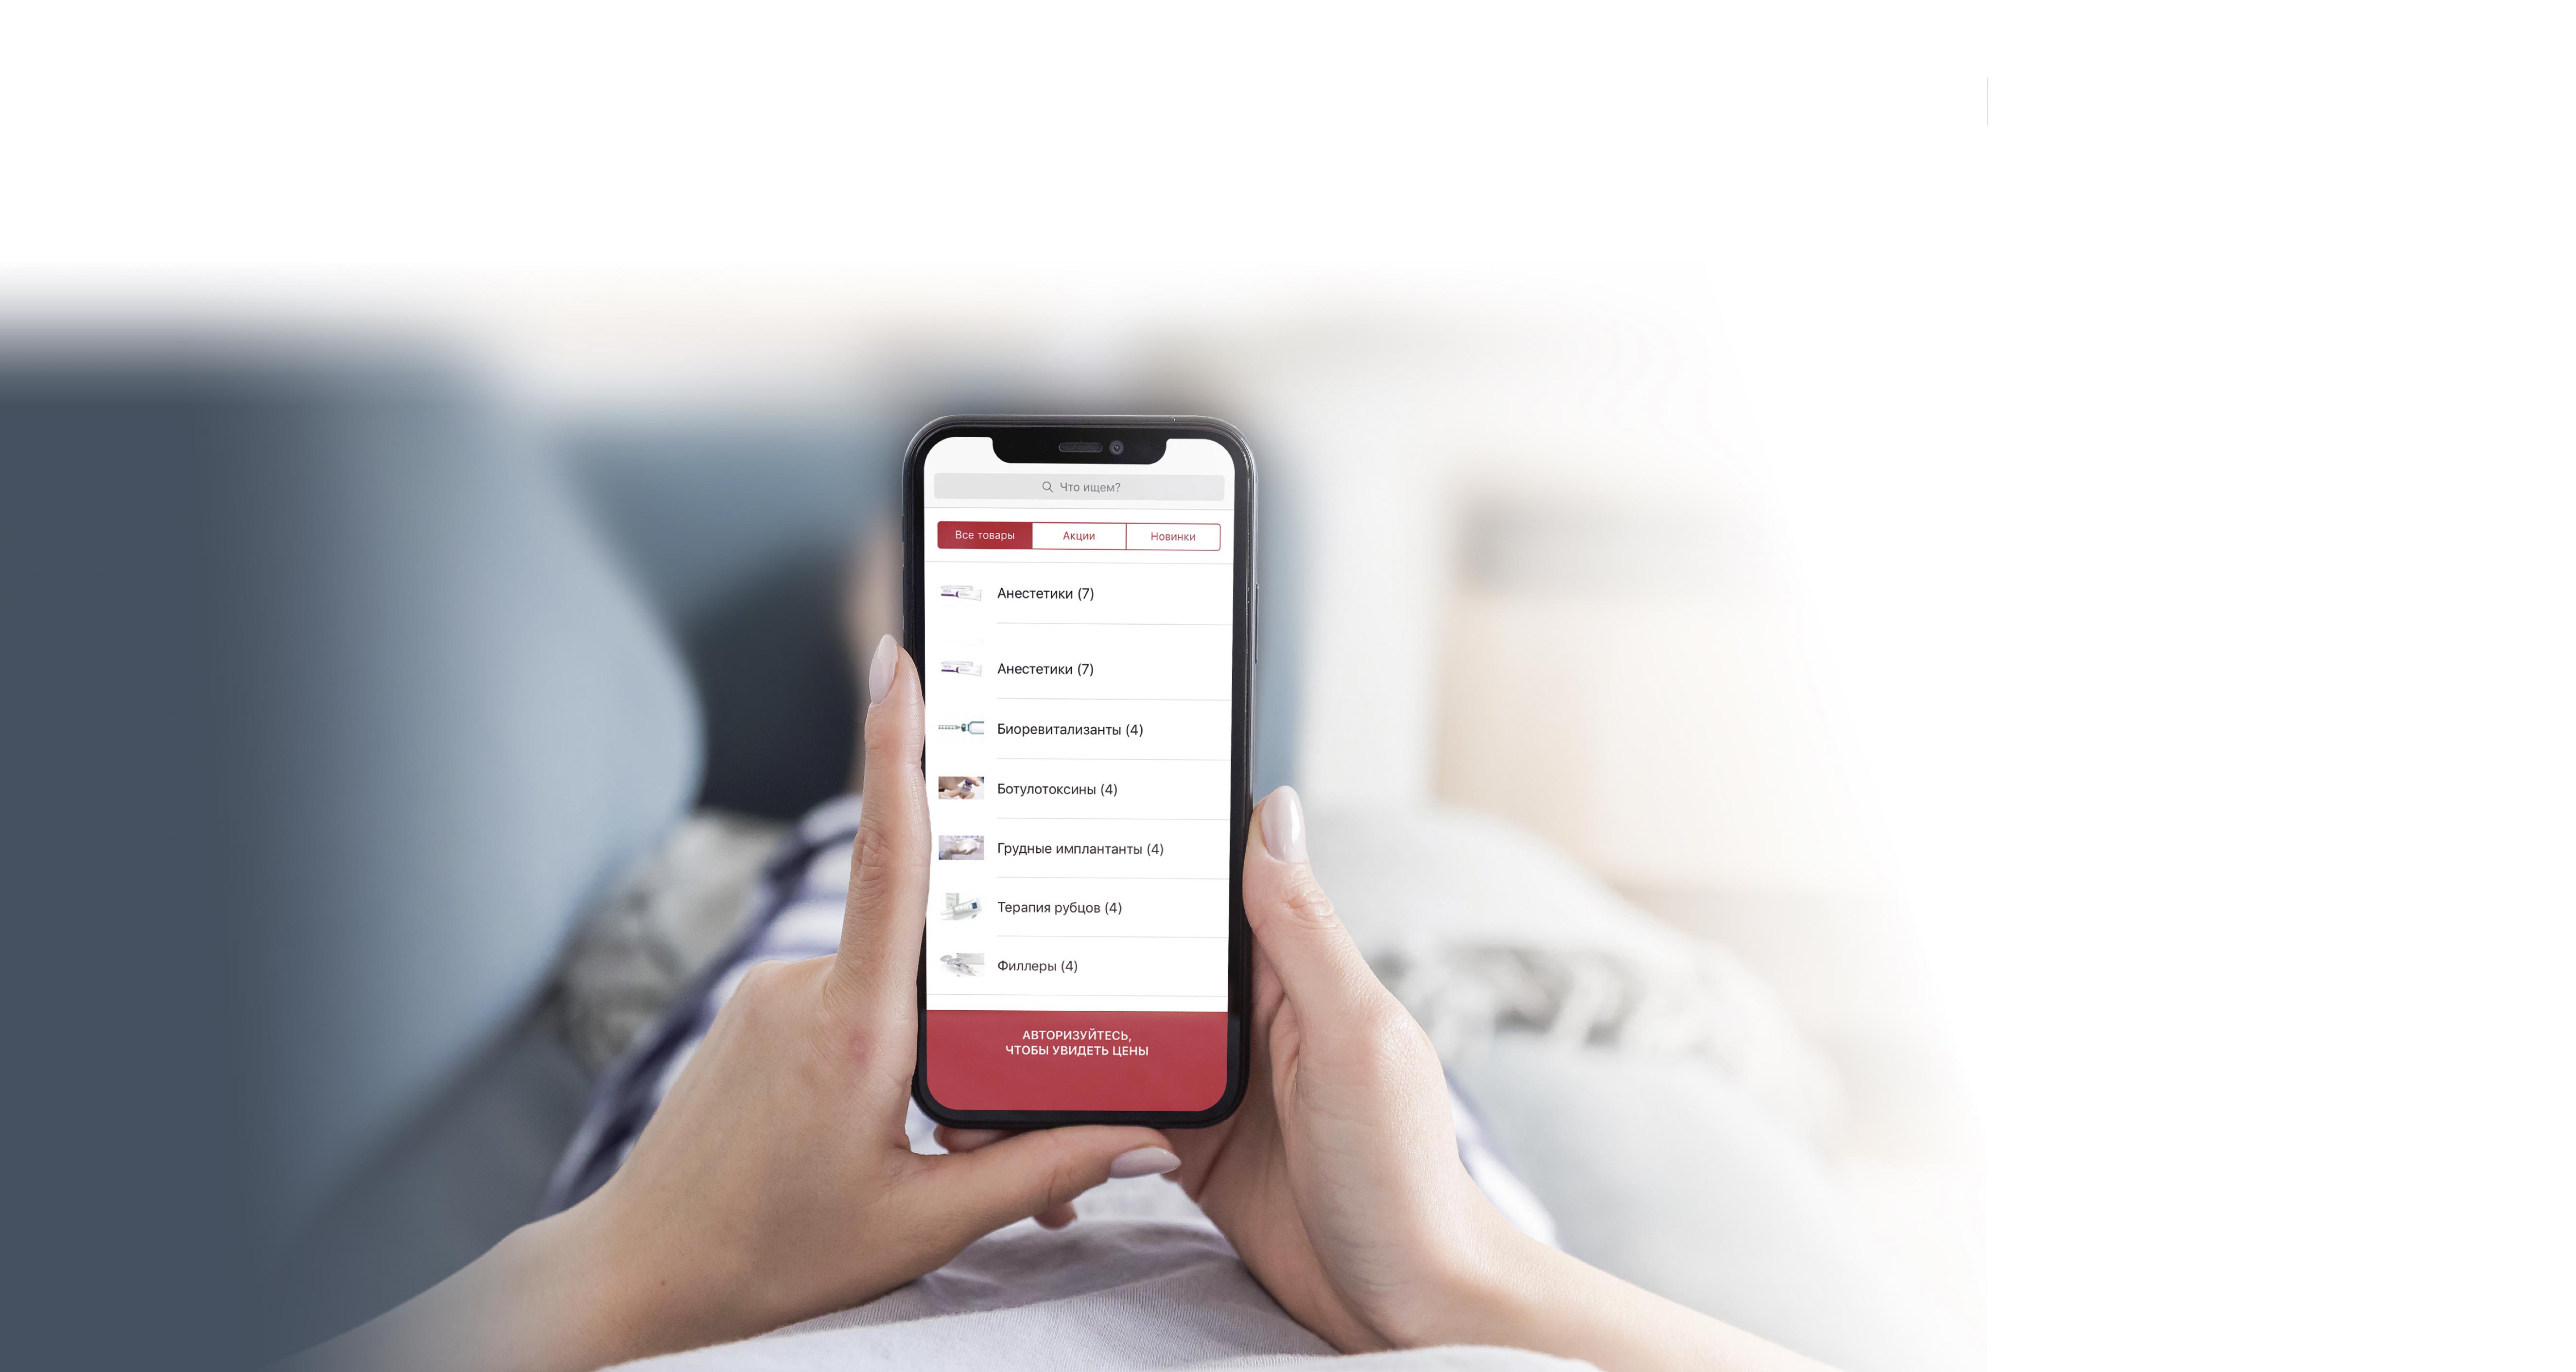 Что ищем?
Все товары
Акции
Новинки
Анестетики (7)
Анестетики (7)
Биоревитализанты (4)
Ботулотоксины (4)
Грудные имплантанты (4)
Терапия рубцов (4)
Филлеры (4)
АВТОРИЗУЙТЕСЬ,
ЧТОБЫ УВИДЕТЬ ЦЕНЫ